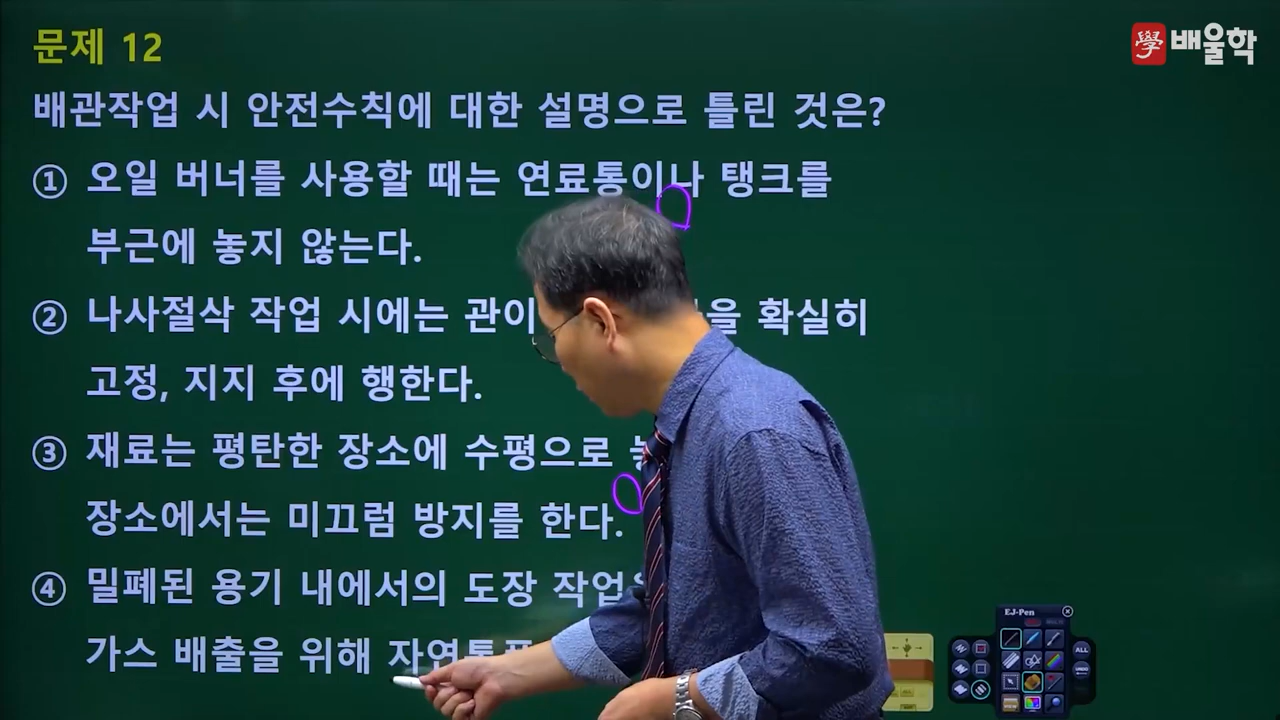 문제 12
學 배울학
배관작업 시 안전수칙에 대한 설명으로 틀린 것은?
① 오일 버너를 사용할 때는 연료통이나 탱크를
부근에 놓지 않는다.
② 나사절삭 작업 시에는 관이 확실히
고정, 지지 후에 행한다.
③ 재료는 평탄한 장소에 수평으로
장소에서는 미끄럼 방지를 한다.
④ 밀폐된 용기 내에서의 도장 작업
가스 배출을 위해
EJ-Pen
ALL